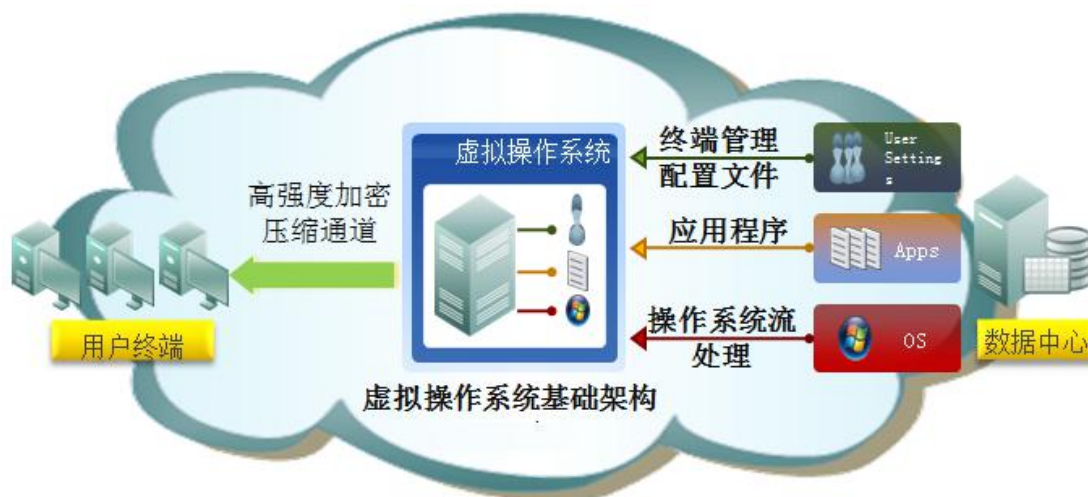 虚拟操作系统
终端管理
配置文件
User
Setting
s
高强度加密
压缩通道
应用程序
Apps
操作系统流
处理
OS
用户终端
数据中心
虚拟操作系统基础架构